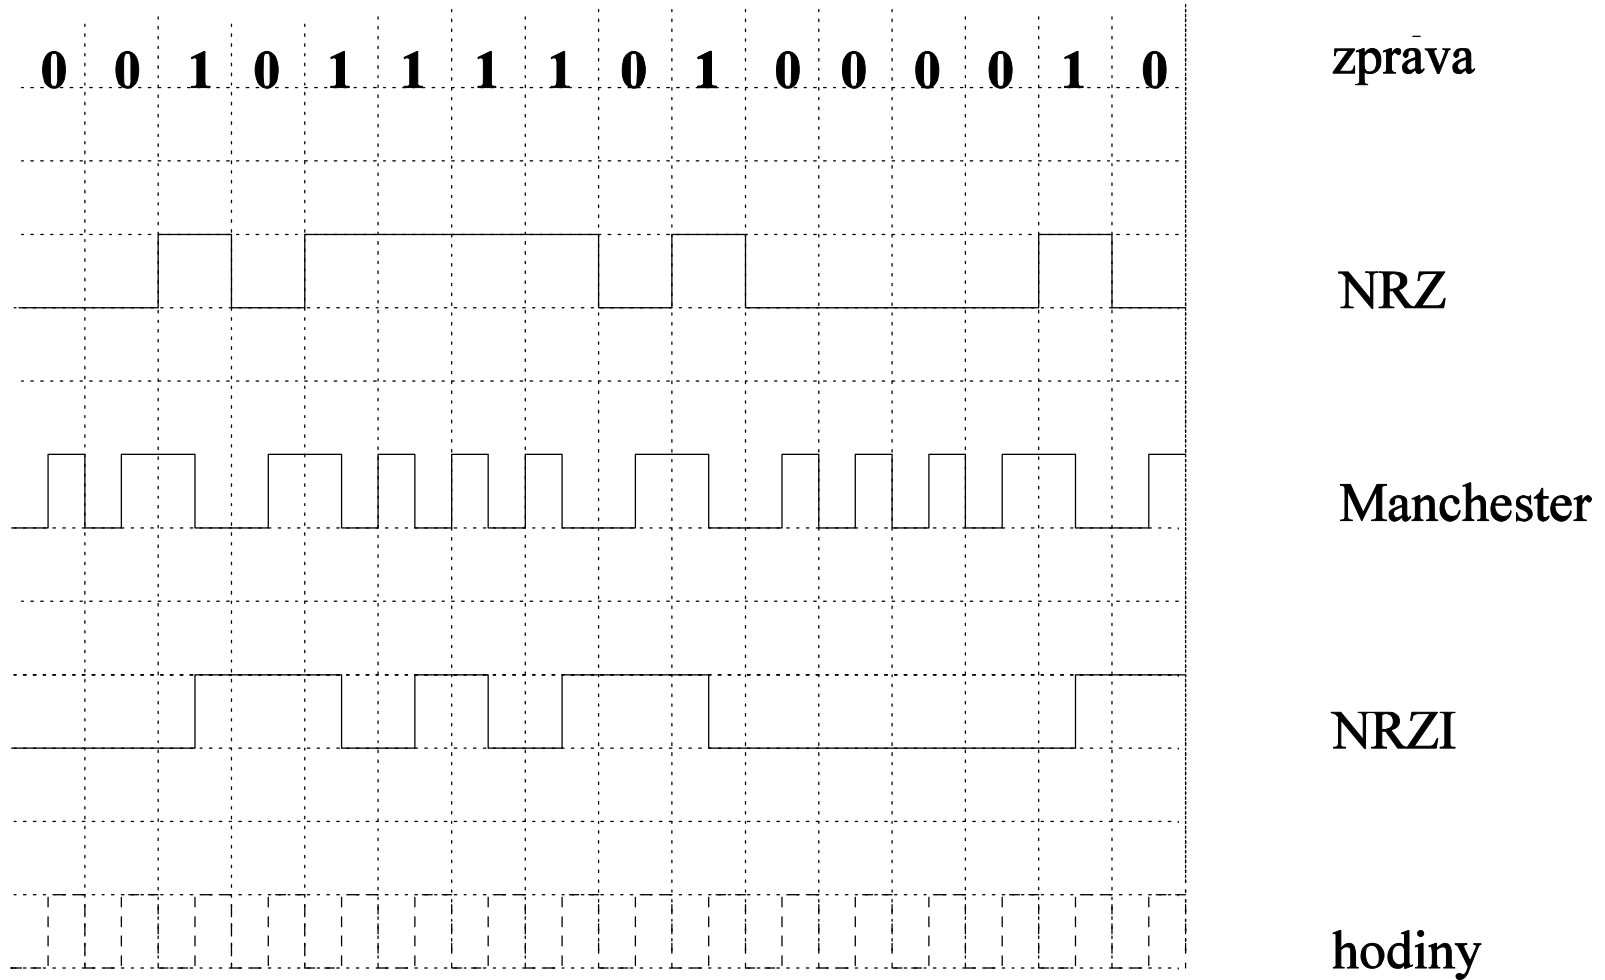 0 0 1 0 1 1 1 1 0 1 0 0 0 0 1 0 zpráva
NRZ
Manchester
NRZI
hodiny